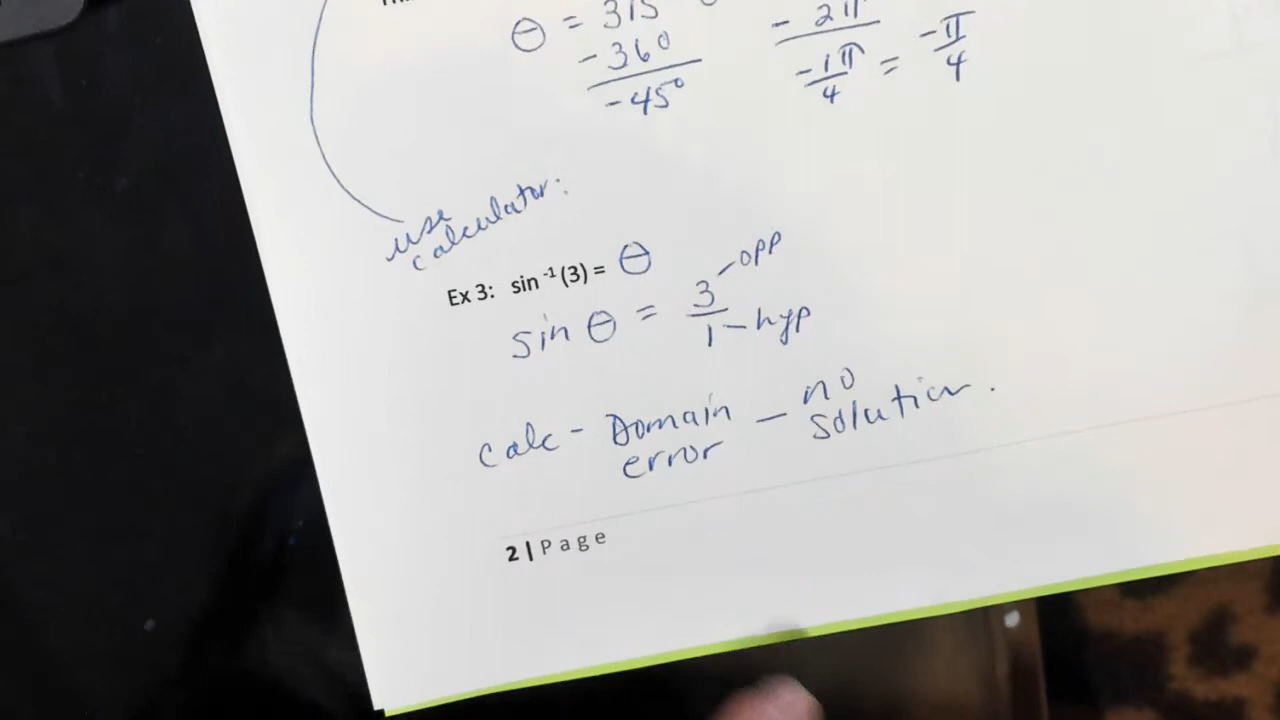 θ = 315
- 360
-45°
- 2π
-1π/4 = -π/4
use
calculator:
Ex 3: sin⁻¹(3) = θ
sin θ = 3/1
opp
hyp
calc - Domain error - no solution.
2 | Page